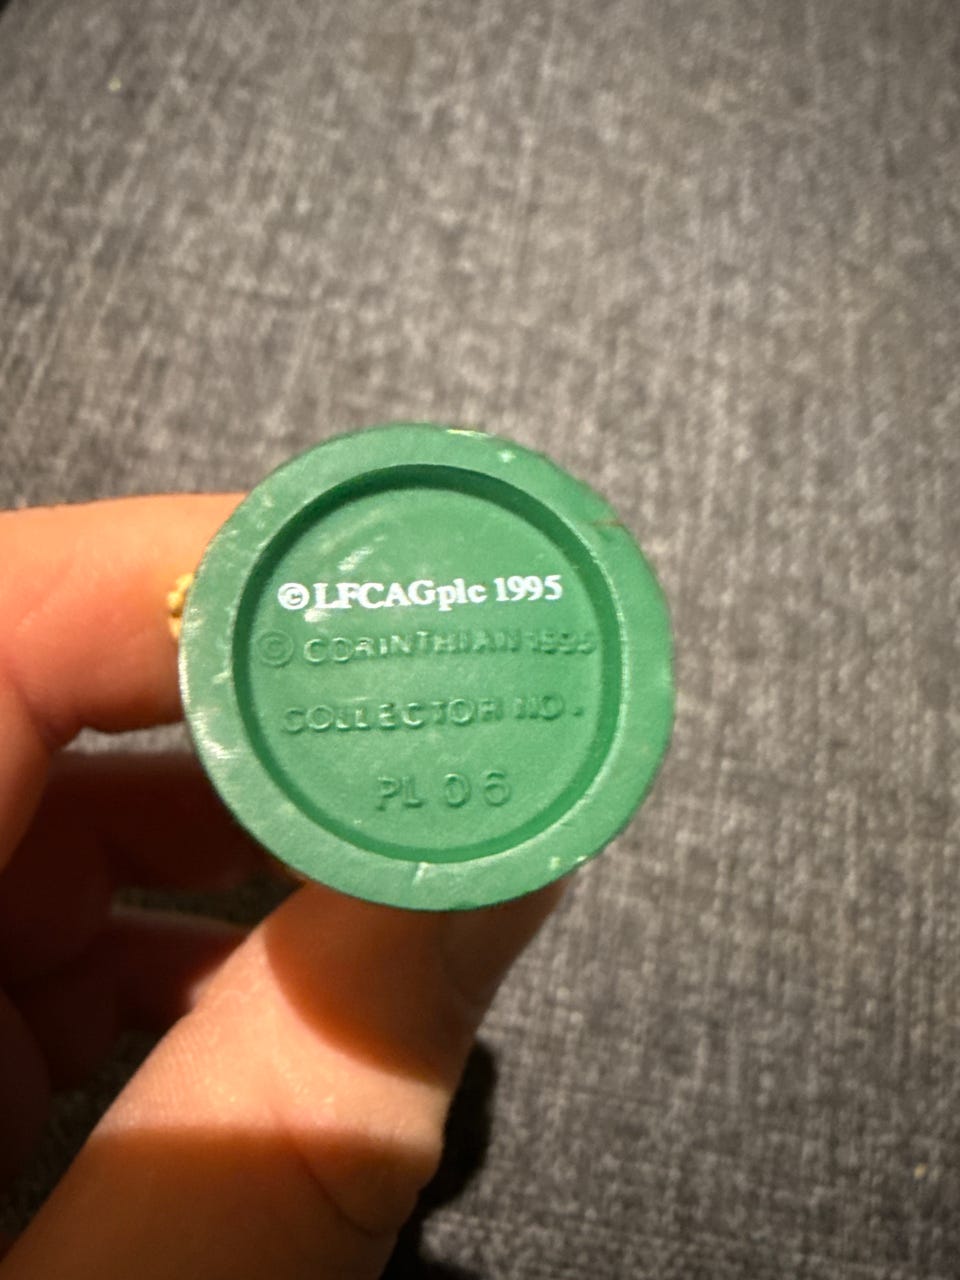 © LFCAGplc 1995
© CORINTHIAN 1995
COLLECTOR NO.
PL 06